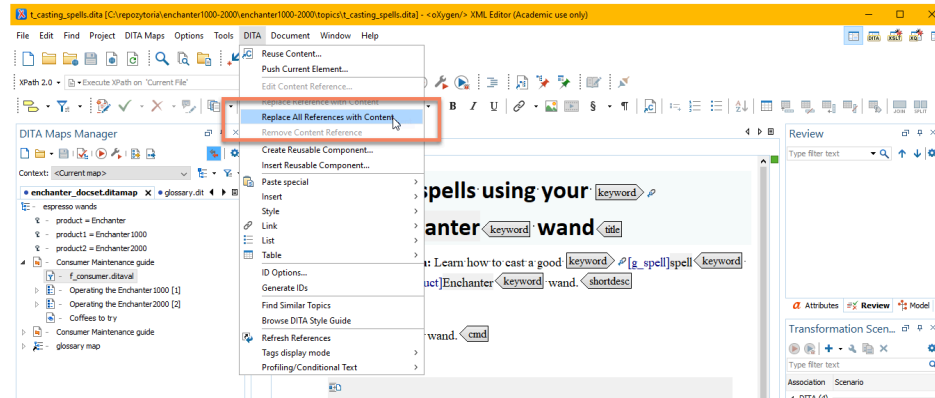 t_casting_spells.dita [C:\repozytoria\enchanter1000-2000\enchanter1000-2000\topics\t_casting_spells.dita] - <oXygen/> XML Editor (Academic use only)
File Edit Find Project DITA Maps Options Tools DITA Document Window Help
DITA XSLT XQ
XPath 2.0 Execute XPath on 'Current File'
B I U § ¶ JOIN SPLIT
Reuse Content...
Push Current Element...
Edit Content Reference...
Replace Reference with Content
Replace All References with Content
Remove Content Reference
Create Reusable Component...
Insert Reusable Component...
Paste special
Insert
Style
Link
List
Table
ID Options...
Generate IDs
Find Similar Topics
Browse DITA Style Guide
Refresh References
Tags display mode
Profiling/Conditional Text
DITA Maps Manager
Context: <Current map>
enchanter_docset.ditamap glossary.dit
espresso wands
product = Enchanter
product1 = Enchanter1000
product2 = Enchanter2000
Consumer Maintenance guide
f_consumer.ditaval
Operating the Enchanter1000 [1]
Operating the Enchanter2000 [2]
Coffees to try
Consumer Maintenance guide
glossary map
spells using your keyword
anter keyword wand title
a: Learn how to cast a good keyword [g_spell]spell keyword
uct]Enchanter keyword wand. shortdesc
wand. cmd
Review
Type filter text
Attributes Review Model
Transformation Scen...
Type filter text
Association Scenario
DITA (4)